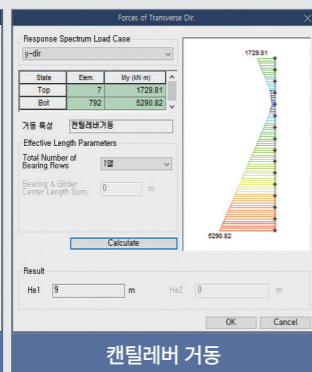 Forces of Transverse Dir.
Response Spectrum Load Case
y-dir
State Elem. My (kN·m)
Top 7 1729.81
Bot 792 5290.82
거동 특성 캔틸레버거동
Effective Length Parameters
Total Number of
Bearing Rows
1열
Bearing & Girder
Center Length Sum.
0 m
Calculate
1729.81
5290.82
Result
He1 9 m He2 0 m
OK Cancel
캔틸레버 거동